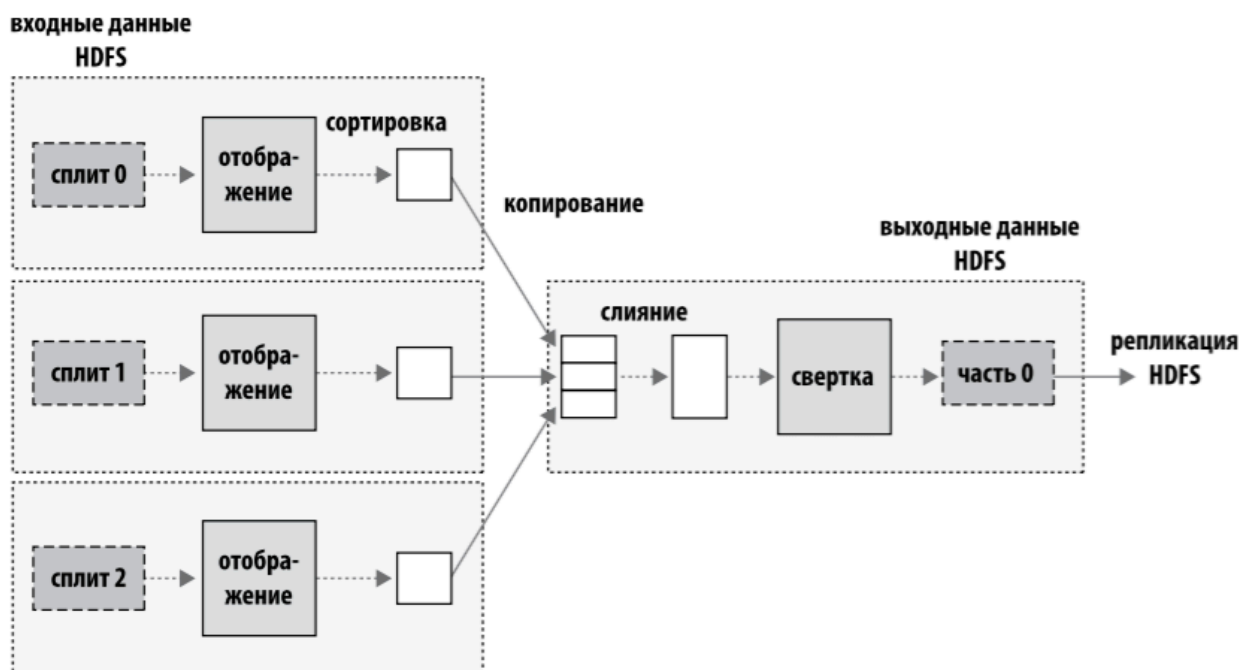 входные данные
HDFS
сплит 0
отобра-
жение
сортировка
копирование
сплит 1
отобра-
жение
сплит 2
отобра-
жение
выходные данные
HDFS
слияние
свертка
часть 0
репликация
HDFS